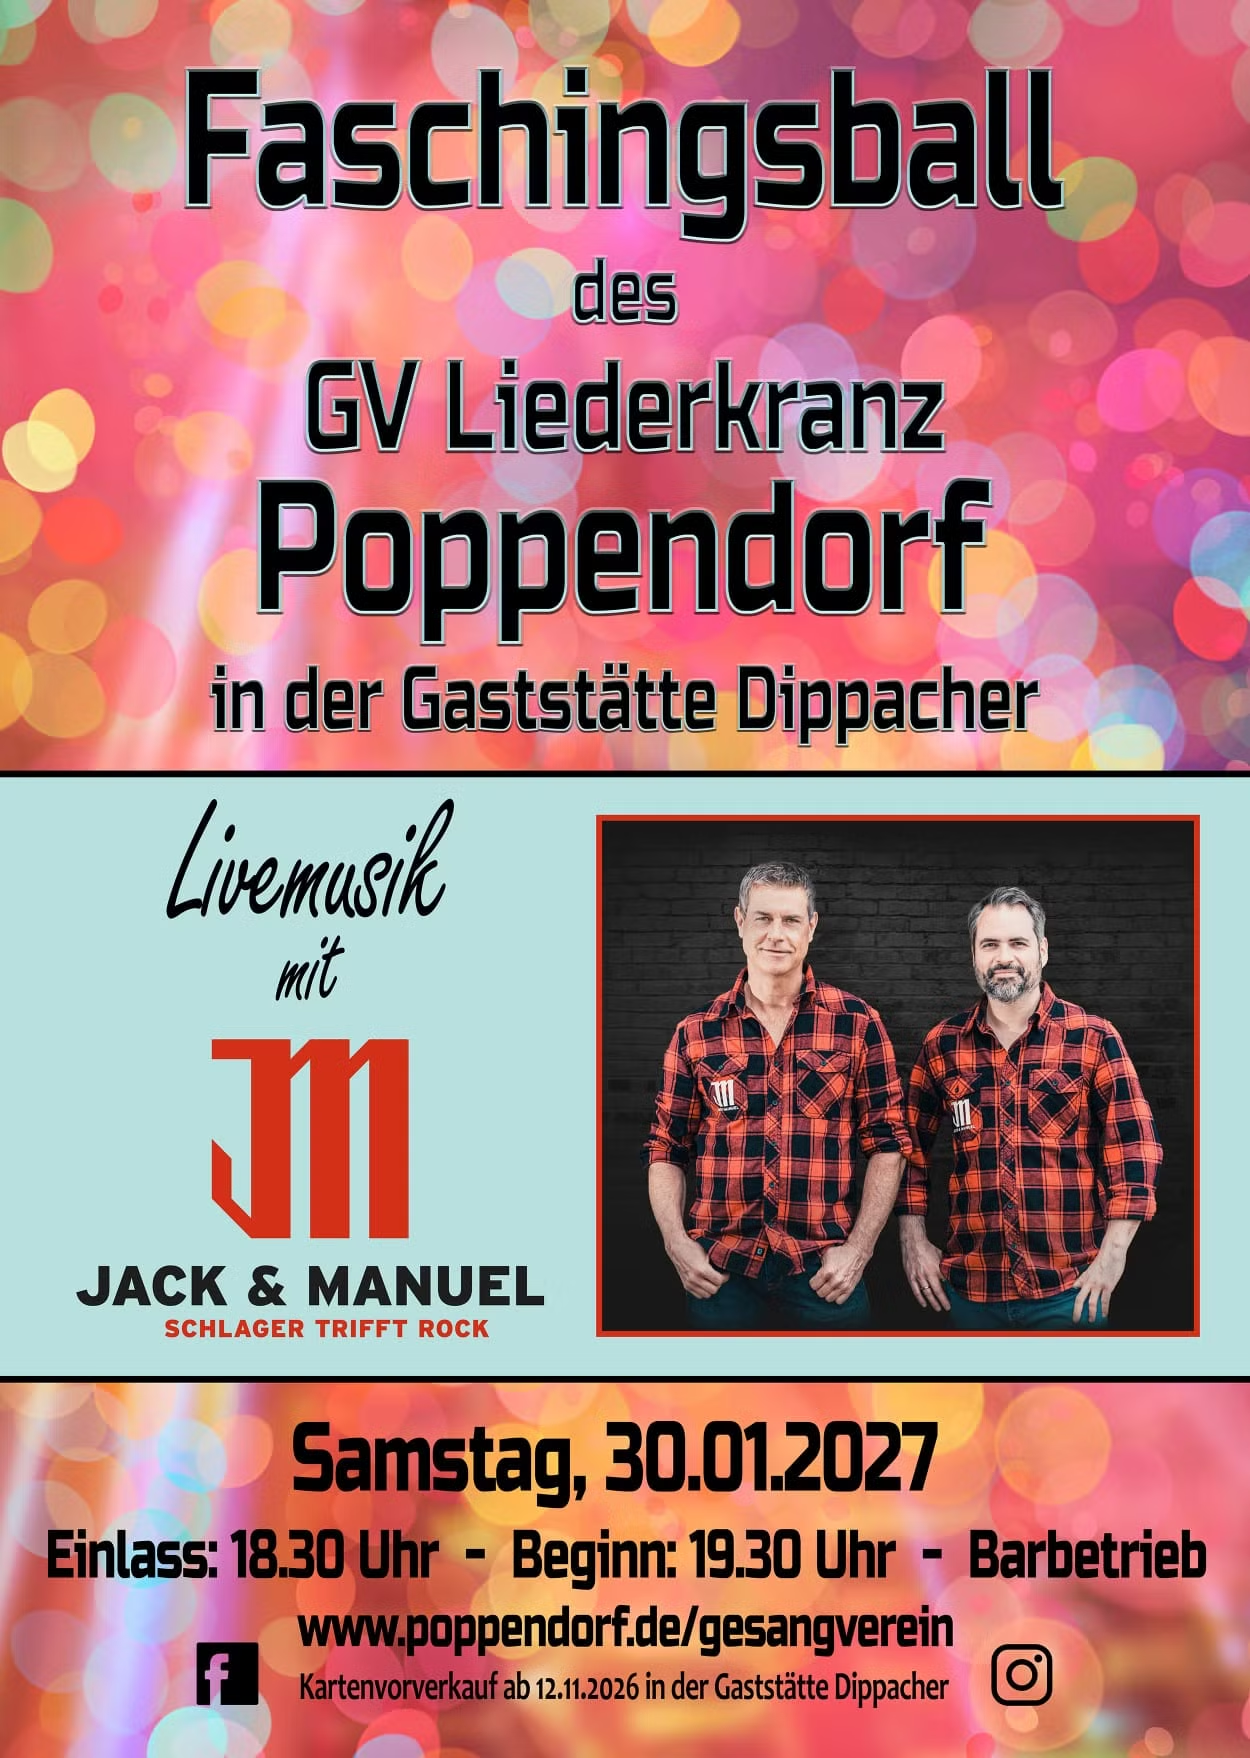 Faschingsball
des
GV Liederkranz
Poppendorf
in der Gaststätte Dippacher
Livemusik
mit
JM
JACK & MANUEL
SCHLAGER TRIFFT ROCK
JM
JM
Samstag, 30.01.2027
Einlass: 18.30 Uhr - Beginn: 19.30 Uhr - Barbetrieb
www.poppendorf.de/gesangverein
Kartenvorverkauf ab 12.11.2026 in der Gaststätte Dippacher